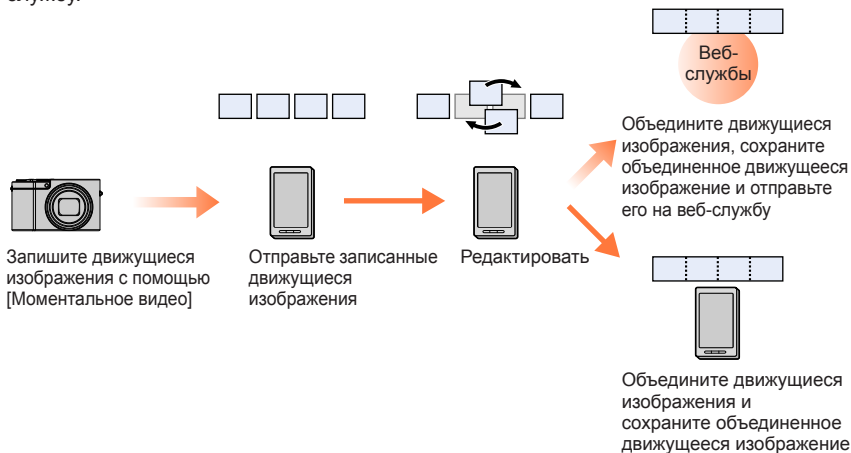 службу.
Веб-
службы
Объедините движущиеся
изображения, сохраните
объединенное движущееся
изображение и отправьте
его на веб-службу
Запишите движущиеся
изображения с помощью
[Моментальное видео]
Отправьте записанные
движущиеся
изображения
Редактировать
Объедините движущиеся
изображения и
сохраните объединенное
движущееся изображение